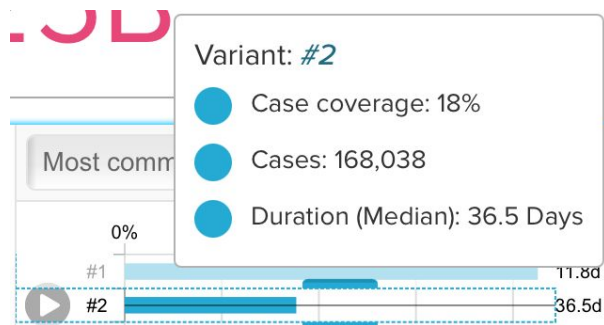 Variant: #2
Case coverage: 18%
Cases: 168,038
Duration (Median): 36.5 Days
Most comm
0%
#1
11.8d
#2
36.5d